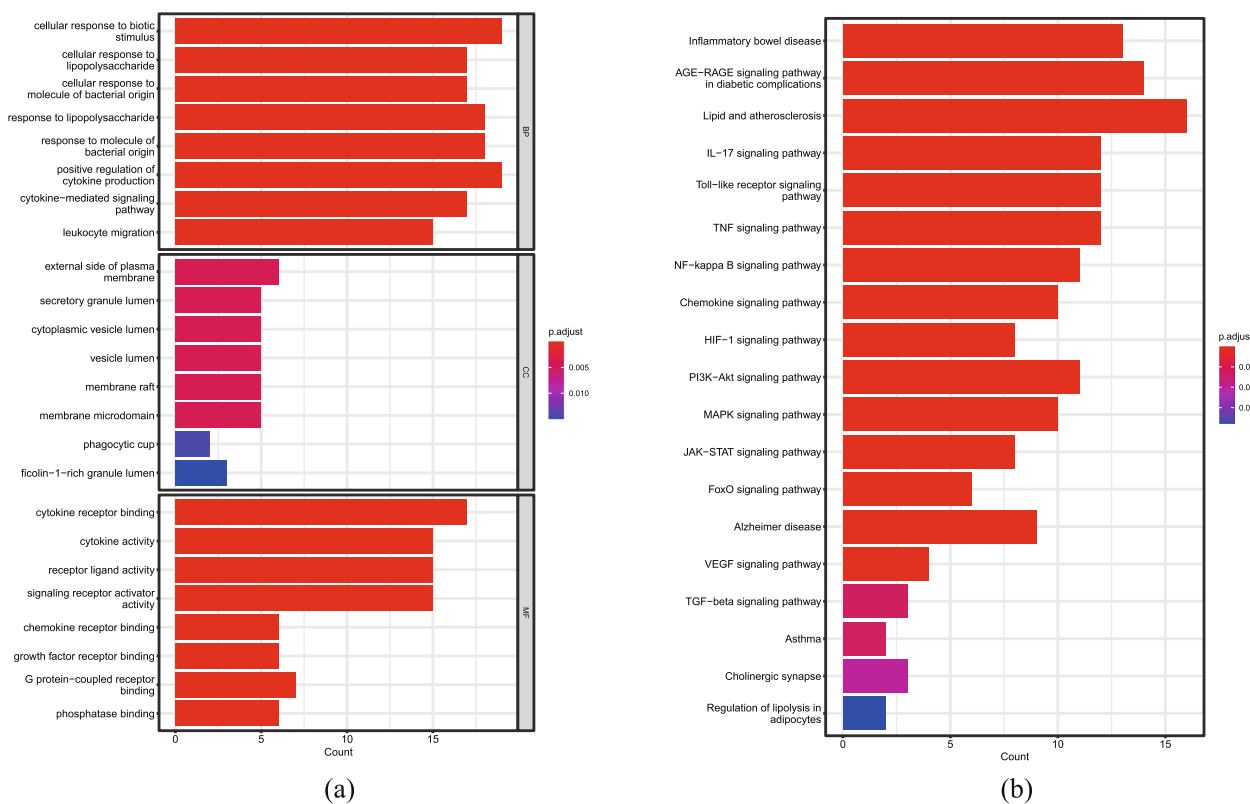 cellular response to biotic
stimulus
cellular response to
lipopolysaccharide
cellular response to
molecule of bacterial origin
response to lipopolysaccharide
response to molecule of
bacterial origin
positive regulation of
cytokine production
cytokine−mediated signaling
pathway
leukocyte migration
BP
external side of plasma
membrane
secretory granule lumen
cytoplasmic vesicle lumen
vesicle lumen
membrane raft
membrane microdomain
phagocytic cup
ficolin−1−rich granule lumen
CC
cytokine receptor binding
cytokine activity
receptor ligand activity
signaling receptor activator
activity
chemokine receptor binding
growth factor receptor binding
G protein−coupled receptor
binding
phosphatase binding
MF
0 5 10 15
Count
p.adjust
0.005
0.010
(a)
Inflammatory bowel disease
AGE−RAGE signaling pathway
in diabetic complications
Lipid and atherosclerosis
IL−17 signaling pathway
Toll−like receptor signaling
pathway
TNF signaling pathway
NF−kappa B signaling pathway
Chemokine signaling pathway
HIF−1 signaling pathway
PI3K−Akt signaling pathway
MAPK signaling pathway
JAK−STAT signaling pathway
FoxO signaling pathway
Alzheimer disease
VEGF signaling pathway
TGF−beta signaling pathway
Asthma
Cholinergic synapse
Regulation of lipolysis in
adipocytes
0 5 10 15
Count
p.adjus
0.0
0.0
0.0
(b)